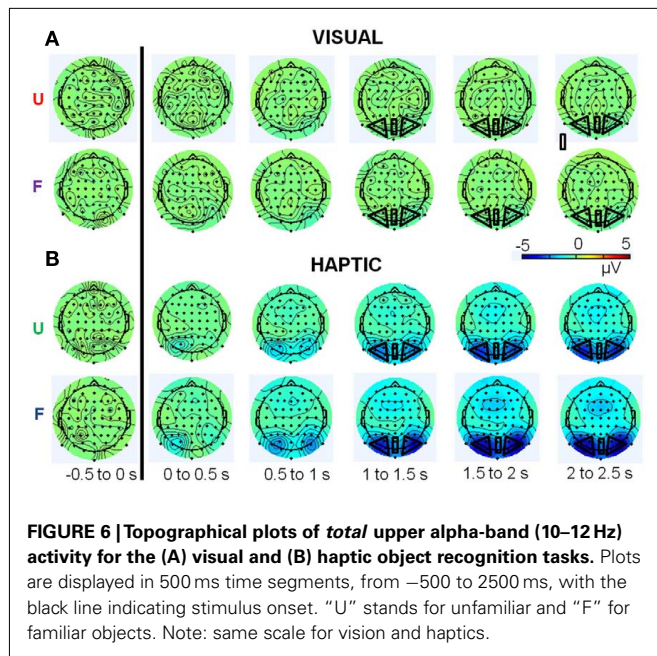 A
VISUAL
U
F
-5 0 5
µV
B
HAPTIC
U
F
-0.5 to 0 s 0 to 0.5 s 0.5 to 1 s 1 to 1.5 s 1.5 to 2 s 2 to 2.5 s
FIGURE 6 | Topographical plots of total upper alpha-band (10–12 Hz)
activity for the (A) visual and (B) haptic object recognition tasks. Plots
are displayed in 500 ms time segments, from −500 to 2500 ms, with the
black line indicating stimulus onset. “U” stands for unfamiliar and “F” for
familiar objects. Note: same scale for vision and haptics.